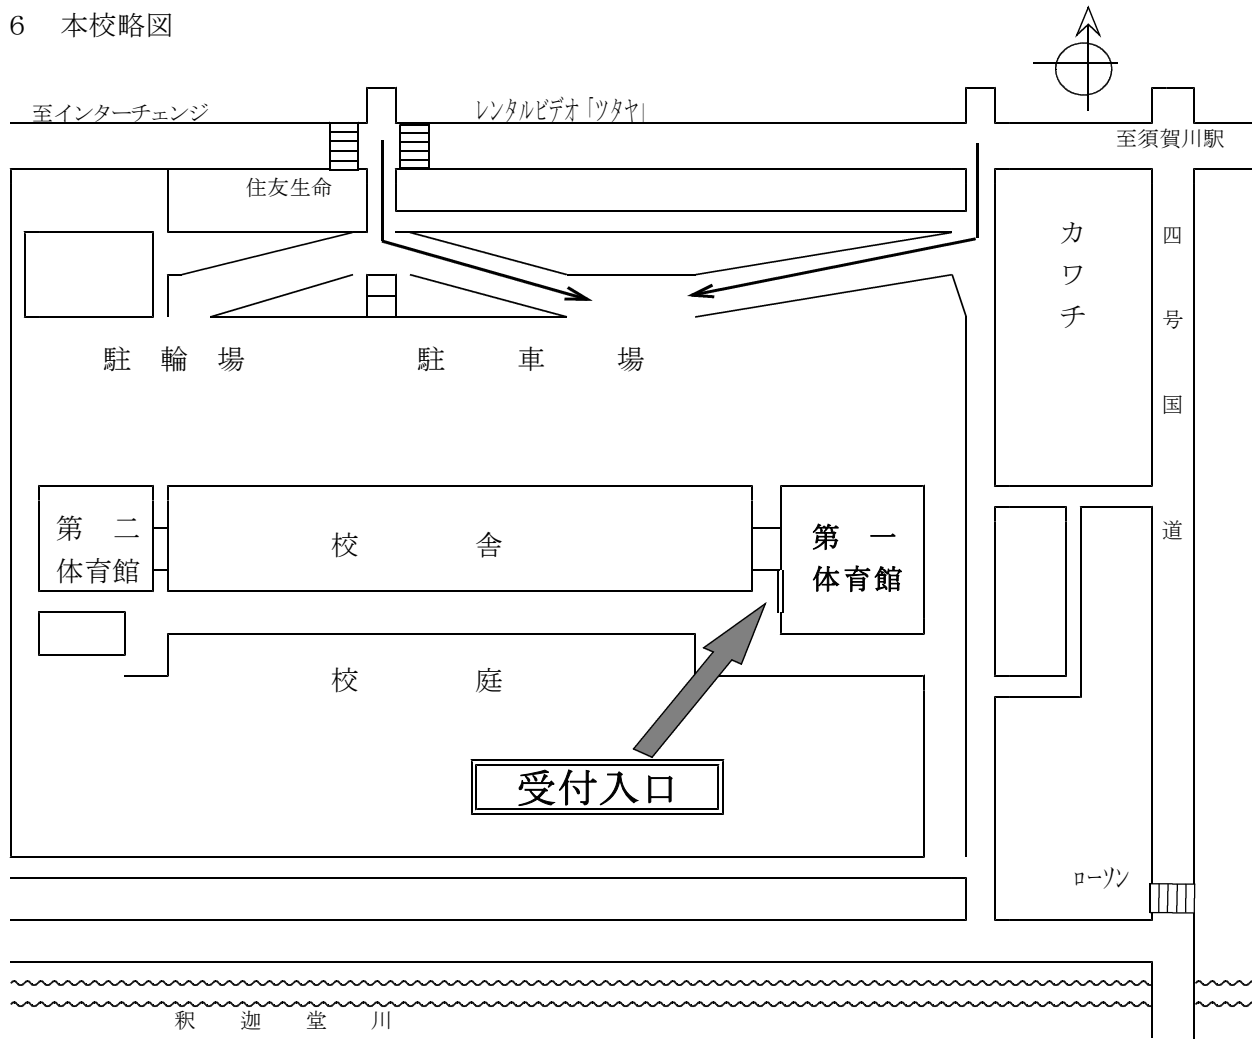 6 本校略図
至インターチェンジ
レンタルビデオ「ツタヤ」
至須賀川駅
住友生命
カワチ
四号国道
駐輪場
駐車場
第二
体育館
校舎
第一
体育館
校庭
受付入口
ローソン
釈迦堂川